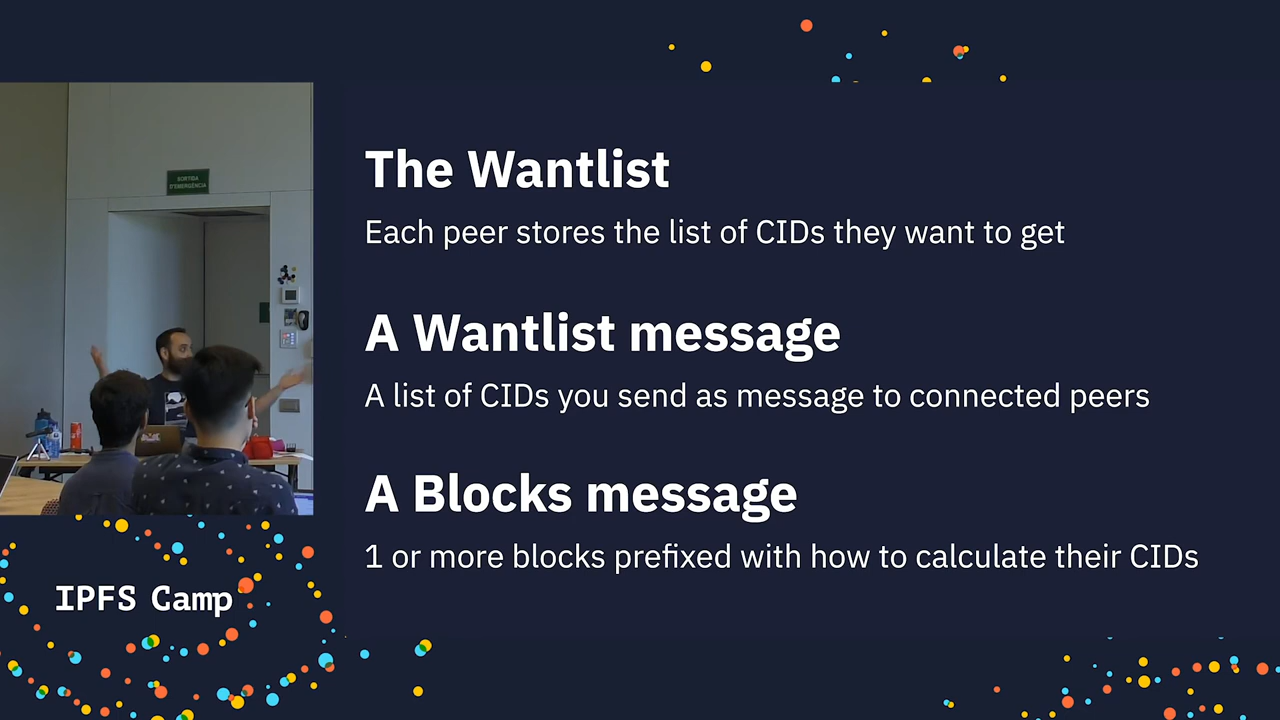 SORTIDA
D'EMERGÈNCIA
The Wantlist
Each peer stores the list of CIDs they want to get
A Wantlist message
A list of CIDs you send as message to connected peers
A Blocks message
1 or more blocks prefixed with how to calculate their CIDs
IPFS Camp